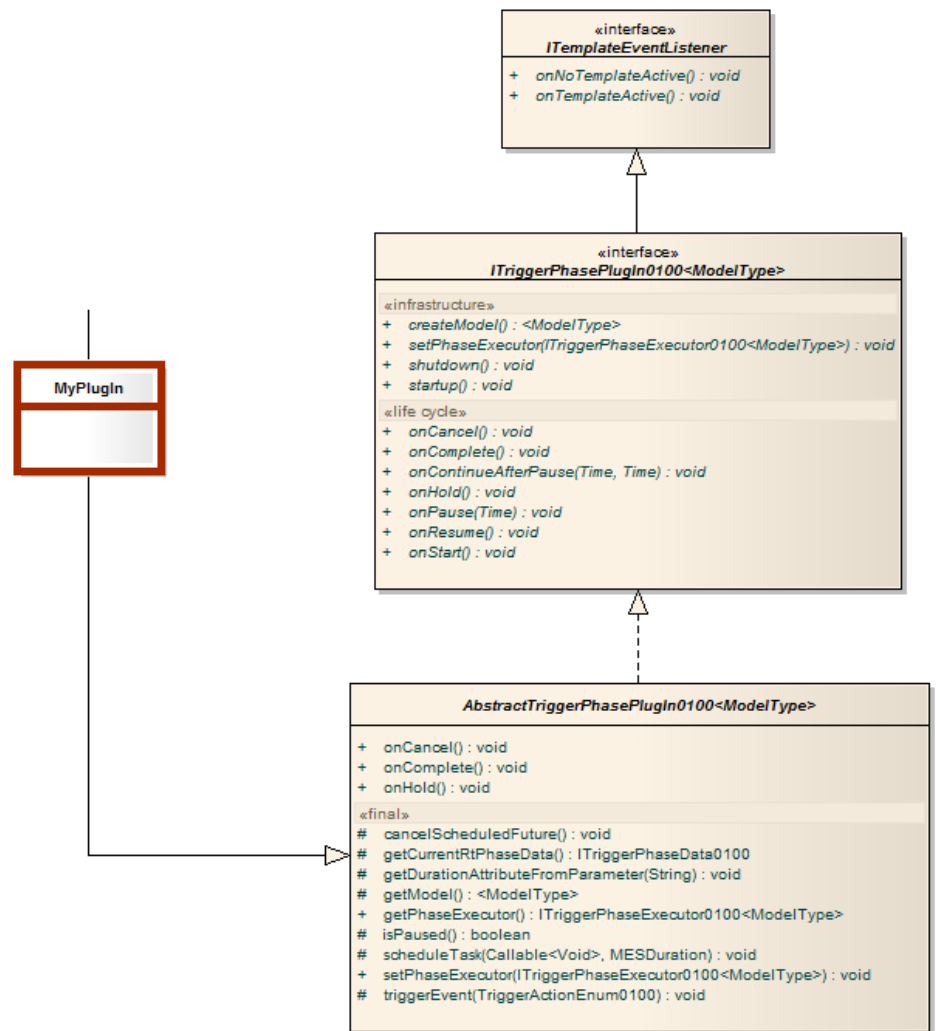 «interface»
ITemplateEventListener
+ onNoTemplateActive() : void
+ onTemplateActive() : void
«interface»
ITriggerPhasePlugIn0100<ModelType>
«infrastructure»
+ createModel() : <ModelType>
+ setPhaseExecutor(ITriggerPhaseExecutor0100<ModelType>) : void
+ shutdown() : void
+ startup() : void
«life cycle»
+ onCancel() : void
+ onComplete() : void
+ onContinueAfterPause(Time, Time) : void
+ onHold() : void
+ onPause(Time) : void
+ onResume() : void
+ onStart() : void
MyPlugIn
AbstractTriggerPhasePlugIn0100<ModelType>
+ onCancel() : void
+ onComplete() : void
+ onHold() : void
«final»
# cancelScheduledFuture() : void
# getCurrentRtPhaseData() : ITriggerPhaseData0100
# getDurationAttributeFromParameter(String) : void
# getModel() : <ModelType>
+ getPhaseExecutor() : ITriggerPhaseExecutor0100<ModelType>
# isPaused() : boolean
# scheduleTask(Callable<Void>, MESDuration) : void
+ setPhaseExecutor(ITriggerPhaseExecutor0100<ModelType>) : void
# triggerEvent(TriggerActionEnum0100) : void